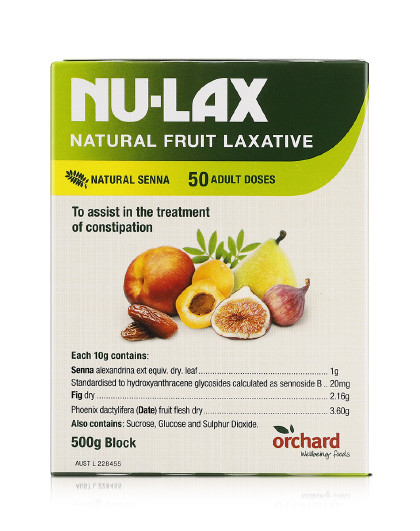 NU-LAX
NATURAL FRUIT LAXATIVE
NATURAL SENNA 50 ADULT DOSES
To assist in the treatment
of constipation
Each 10g contains:
Senna alexandrina ext equiv. dry. leaf 1g
Standardised to hydroxyanthracene glycosides calculated as sennoside B .. 20mg
Fig dry 2.16g
Phoenix dactylifera (Date) fruit flesh dry 3.60g
Also contains: Sucrose, Glucose and Sulphur Dioxide.
500g Block
orchard
Wellbeing foods
AUST L 228455